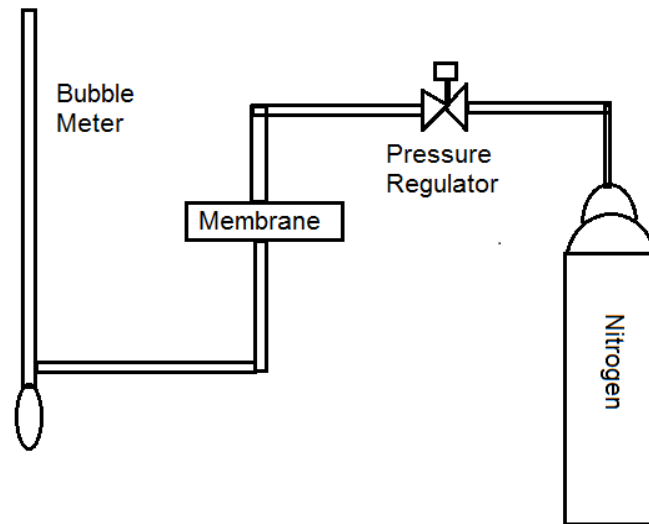 Bubble
Meter
Pressure
Regulator
Membrane
Nitrogen